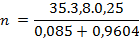 n = 35.3,8.0.25
0,085 + 0,9604